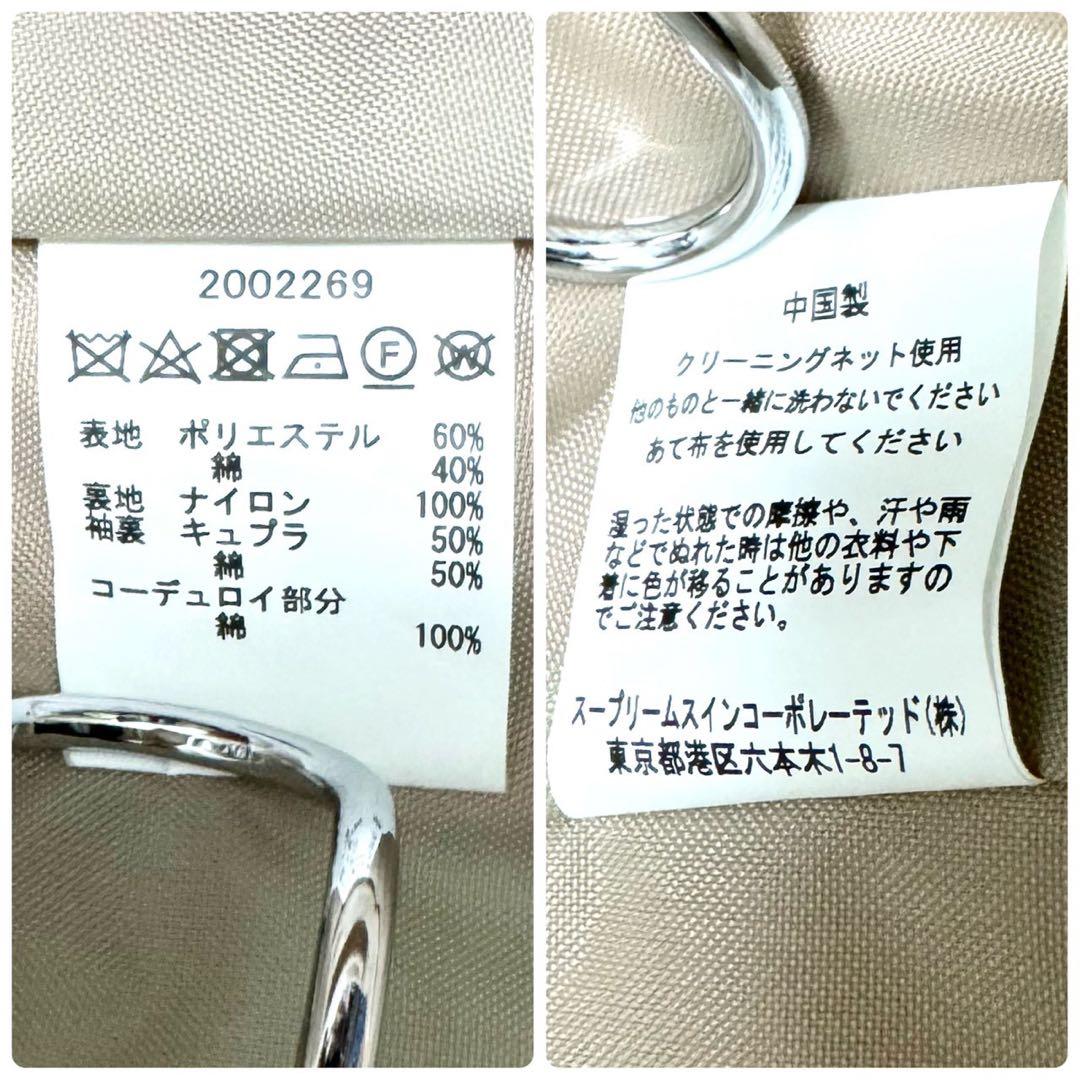 2002269
F W
表地 ポリエステル 60%
綿 40%
裏地 ナイロン 100%
袖裏 キュプラ 50%
綿 50%
コーデュロイ部分
綿 100%
中国製
クリーニングネット使用
他のものと一緒に洗わないでください
あて布を使用してください
湿った状態での摩擦や、汗や雨
などでぬれた時は他の衣料や下
着に色が移ることがありますの
でご注意ください。
スープリームスインコーポレーテッド(株)
東京都港区六本木1-8-7